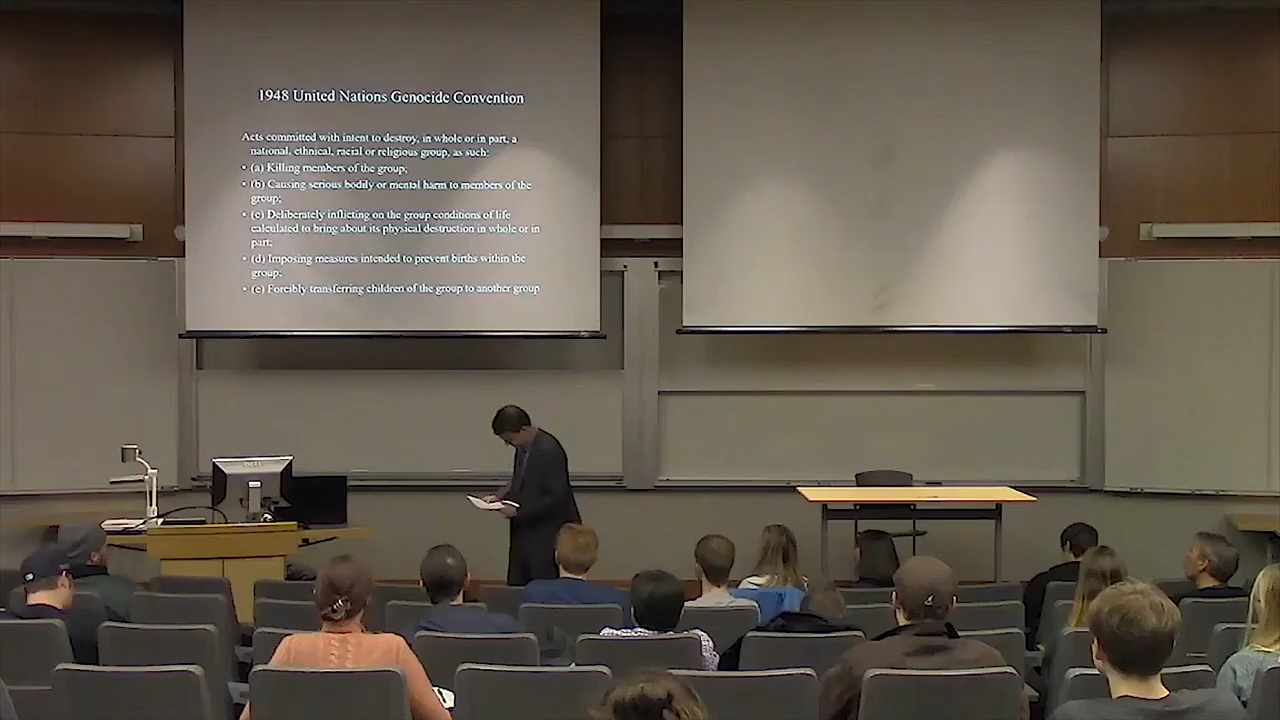 1948 United Nations Genocide Convention
Acts committed with intent to destroy, in whole or in part, a
national, ethnical, racial or religious group, as such:
• (a) Killing members of the group;
• (b) Causing serious bodily or mental harm to members of the
group;
• (c) Deliberately inflicting on the group conditions of life
calculated to bring about its physical destruction in whole or in
part;
• (d) Imposing measures intended to prevent births within the
group;
• (e) Forcibly transferring children of the group to another group
DELL